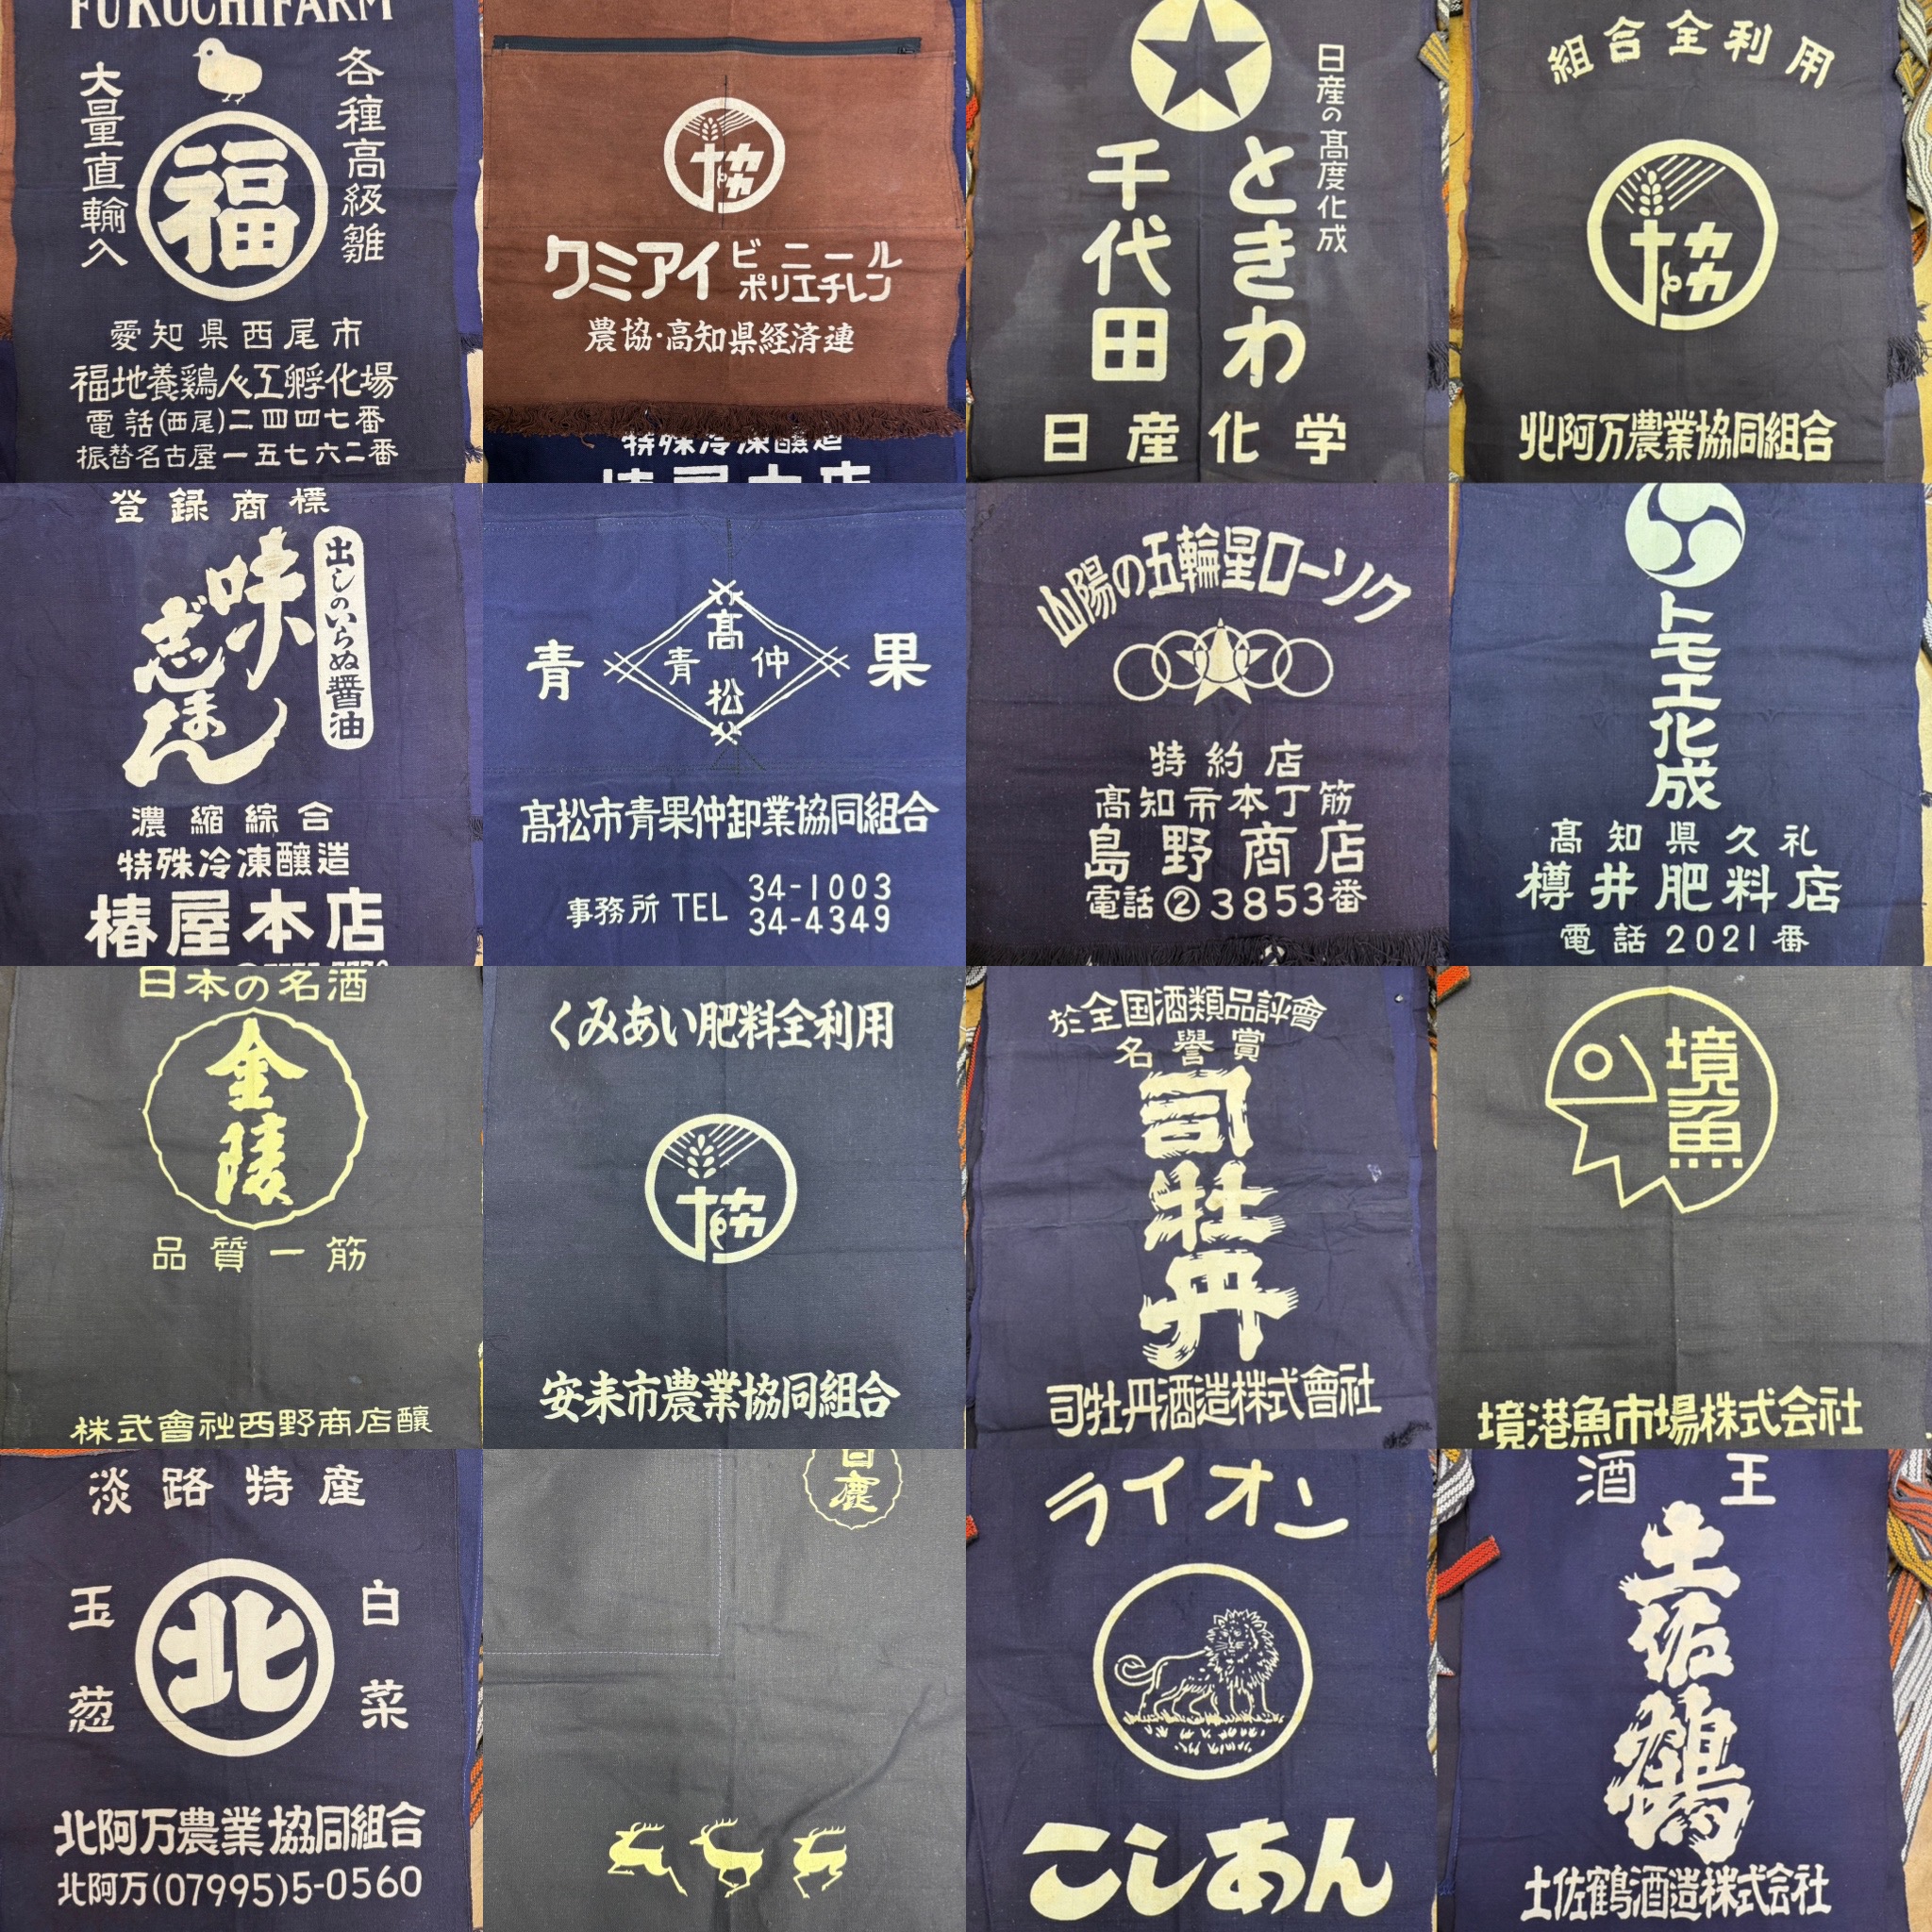 FUKUCHIFARM
各種高級雛
大量直輸入
福
愛知県西尾市
福地養鶏人工孵化場
電話(西尾)二四四七番
振替名古屋一五七六二番
協
クミアイ ビニール
ポリエチレン
農協・高知県経済連
特殊冷凍醸造
椿屋本店
日産の高度化成
ときわ
千代田
日産化学
組合全利用
協
北阿万農業協同組合
登録商標
出しのいらぬ醤油
味志まん
濃縮綜合
特殊冷凍醸造
椿屋本店
青果
髙松
青仲
髙松市青果仲卸業協同組合
事務所 TEL 34-1003
34-4349
山陽の五輪星ローソク
特約店
高知市本丁筋
島野商店
電話②3853番
トモエ化成
高知県久礼
樽井肥料店
電話2021番
日本の名酒
金陵
品質一筋
株式會社西野商店醸
くみあい肥料全利用
協
安来市農業協同組合
於全国酒類品評會
名誉賞
司牡丹
司牡丹酒造株式會社
境魚
境港魚市場株式会社
淡路特産
白菜
玉葱
北
北阿万農業協同組合
北阿万(07995)5-0560
鹿
ライオン
こしあん
酒王
土佐鶴
土佐鶴酒造株式会社